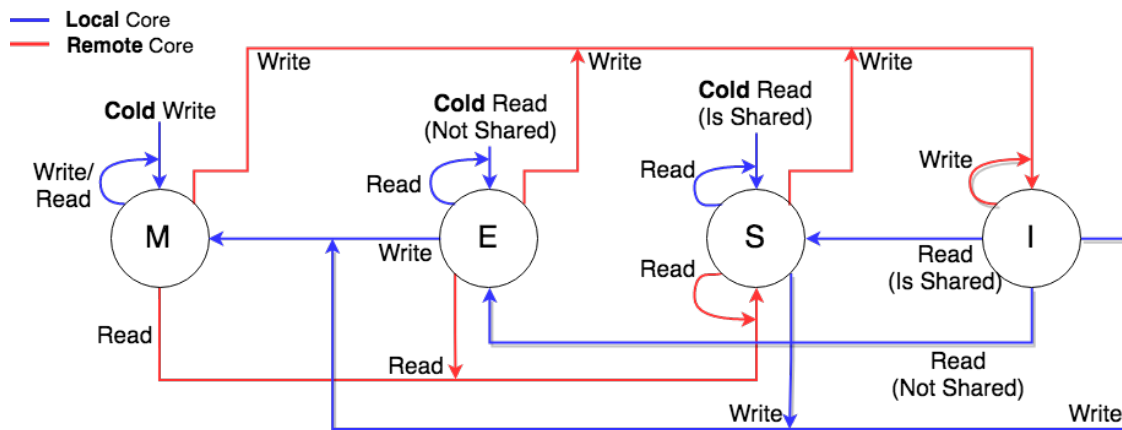 Local Core
Remote Core
Write
Write
Write
Cold Write
Cold Read
(Not Shared)
Cold Read
(Is Shared)
Write/
Read
Read
Read
Write
M
E
S
I
Write
Read
(Is Shared)
Read
Read
Read
Read
(Not Shared)
Write
Write